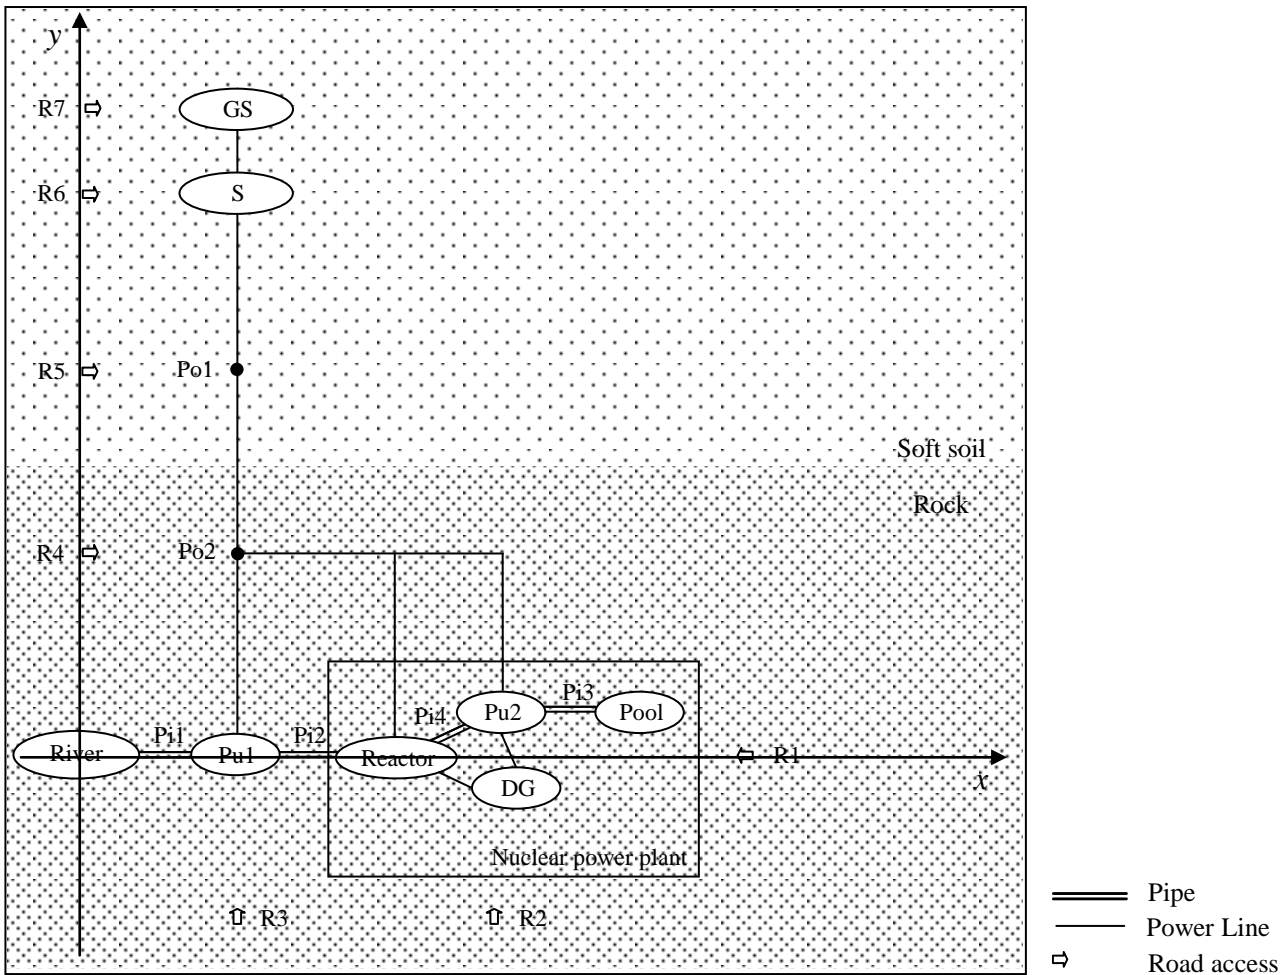 y
R7
GS
R6
S
R5
Po1
Soft soil
Rock
R4
Po2
Pi3
Pi4
Pu2
Pool
River
Pi1
Pu1
Pi2
Reactor
R1
x
DG
Nuclear power plant
R3
R2
Pipe
Power Line
Road access